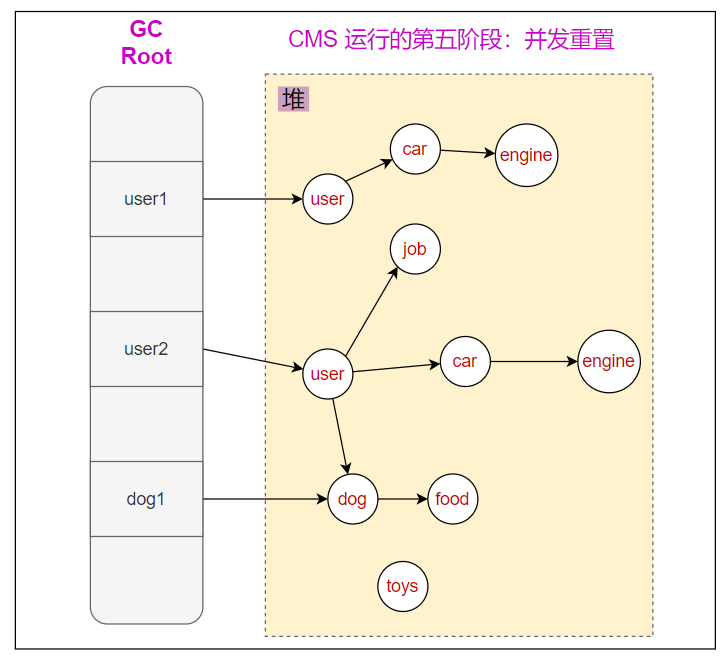 GC
Root
CMS 运行的第五阶段：并发重置
堆
car
engine
user1
user
job
user2
user
car
engine
dog1
dog
food
toys